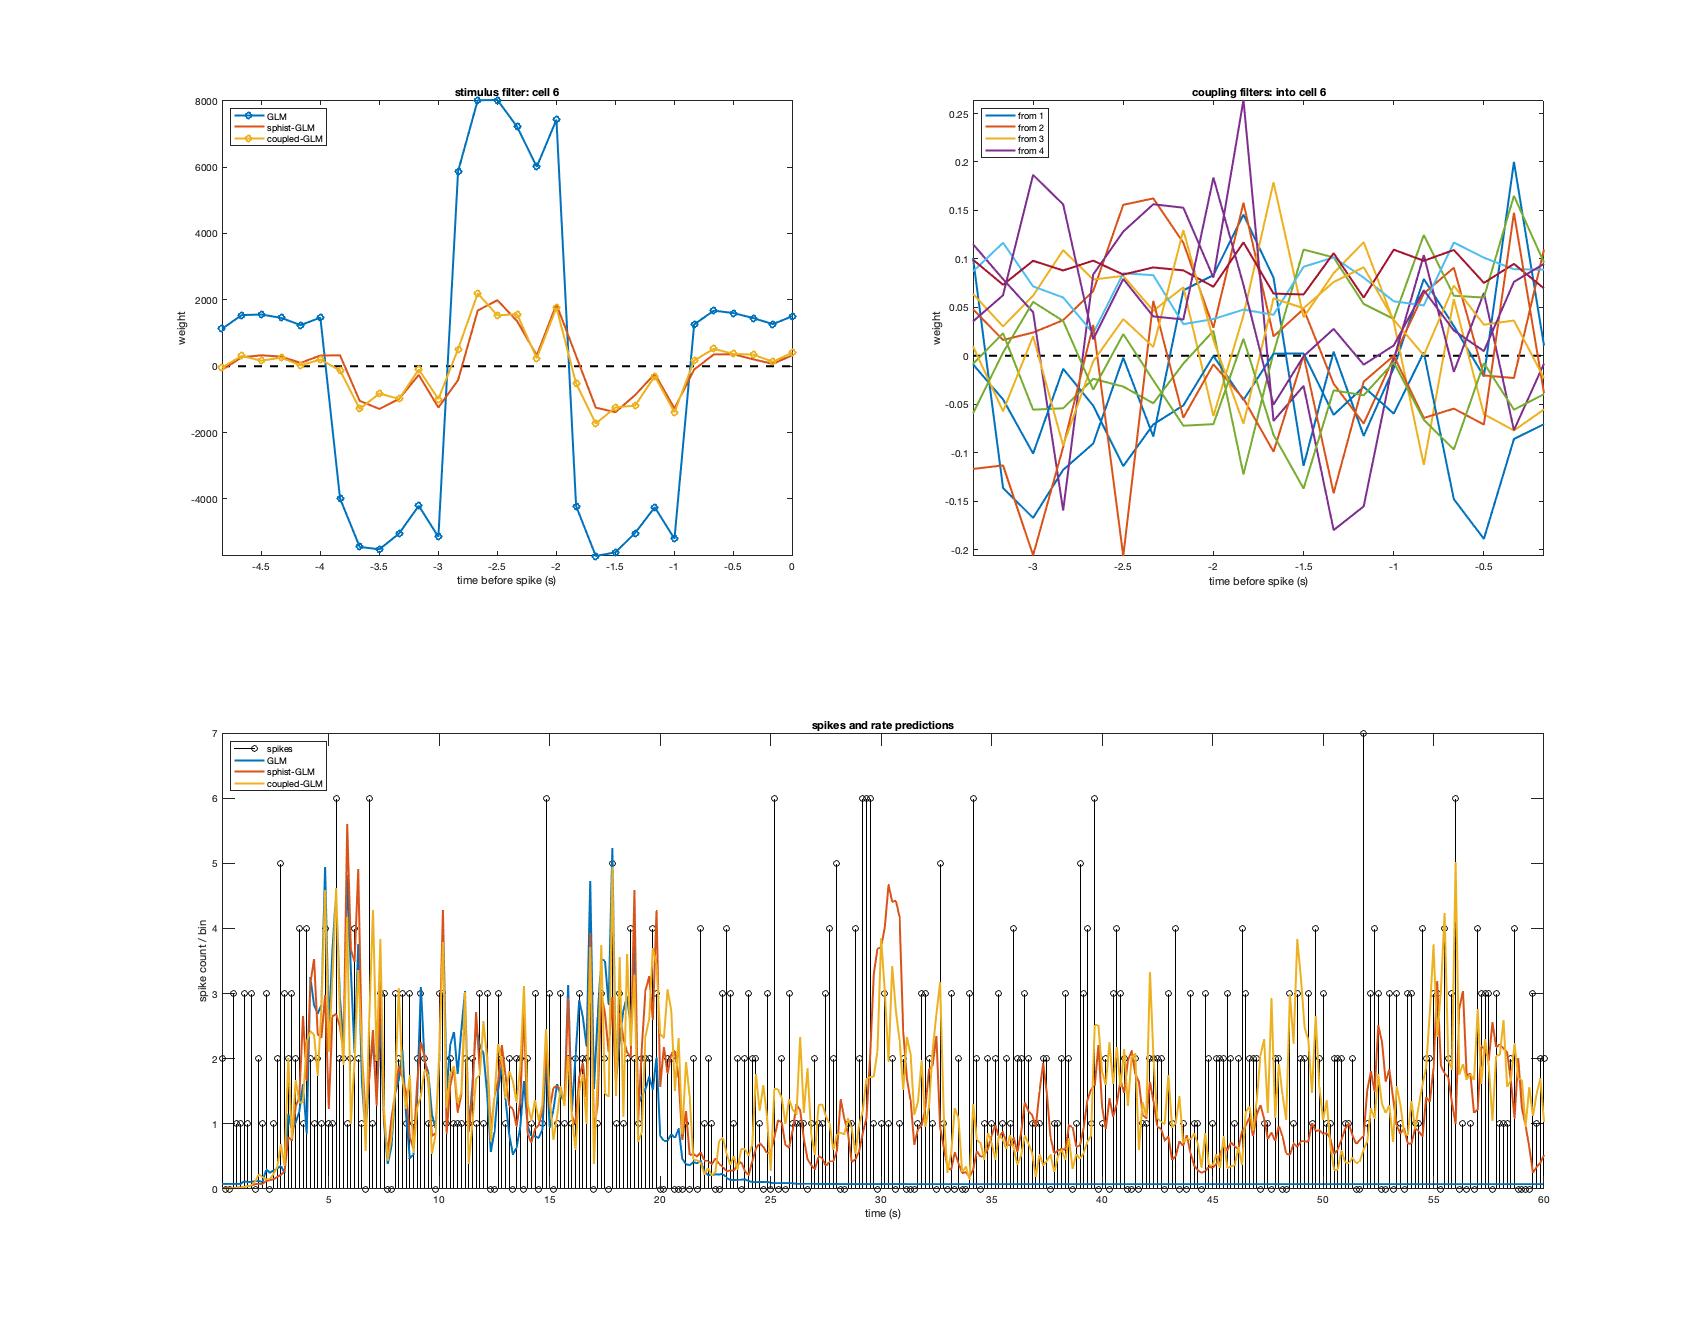 stimulus filter: cell 6
GLM
sphist-GLM
coupled-GLM
weight
8000
6000
4000
2000
0
-2000
-4000
-4.5 -4 -3.5 -3 -2.5 -2 -1.5 -1 -0.5 0
time before spike (s)
coupling filters: into cell 6
from 1
from 2
from 3
from 4
weight
0.25
0.2
0.15
0.1
0.05
0
-0.05
-0.1
-0.15
-0.2
-3 -2.5 -2 -1.5 -1 -0.5
time before spike (s)
spikes and rate predictions
spikes
GLM
sphist-GLM
coupled-GLM
spike count / bin
7
6
5
4
3
2
1
0
5 10 15 20 25 30 35 40 45 50 55 60
time (s)